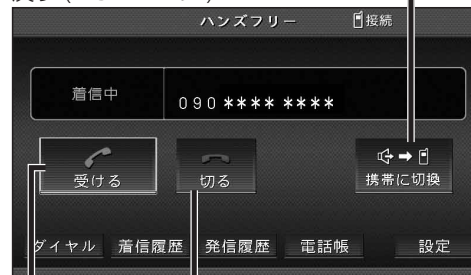 ハンズフリー 接続
着信中 090＊＊＊＊ ＊＊＊＊
受ける 切る 携帯に切換
ダイヤル 着信履歴 発信履歴 電話帳 設定